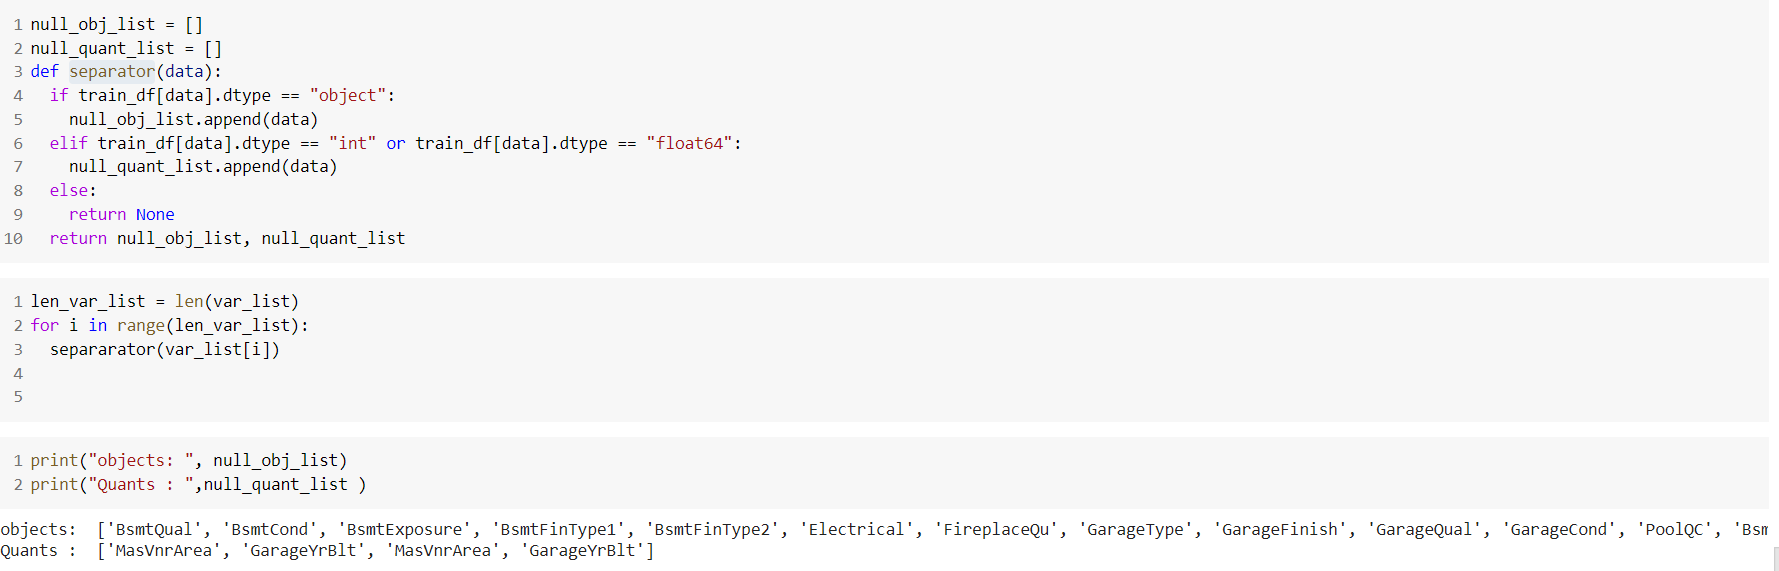 1 null_obj_list = []
2 null_quant_list = []
3 def separator(data):
4   if train_df[data].dtype == "object":
5     null_obj_list.append(data)
6   elif train_df[data].dtype == "int" or train_df[data].dtype == "float64":
7     null_quant_list.append(data)
8   else:
9     return None
10   return null_obj_list, null_quant_list
1 len_var_list = len(var_list)
2 for i in range(len_var_list):
3   separarator(var_list[i])
4
5
1 print("objects: ", null_obj_list)
2 print("Quants : ",null_quant_list )
objects:  ['BsmtQual', 'BsmtCond', 'BsmtExposure', 'BsmtFinType1', 'BsmtFinType2', 'Electrical', 'FireplaceQu', 'GarageType', 'GarageFinish', 'GarageQual', 'GarageCond', 'PoolQC', 'Bsm
Quants :  ['MasVnrArea', 'GarageYrBlt', 'MasVnrArea', 'GarageYrBlt']